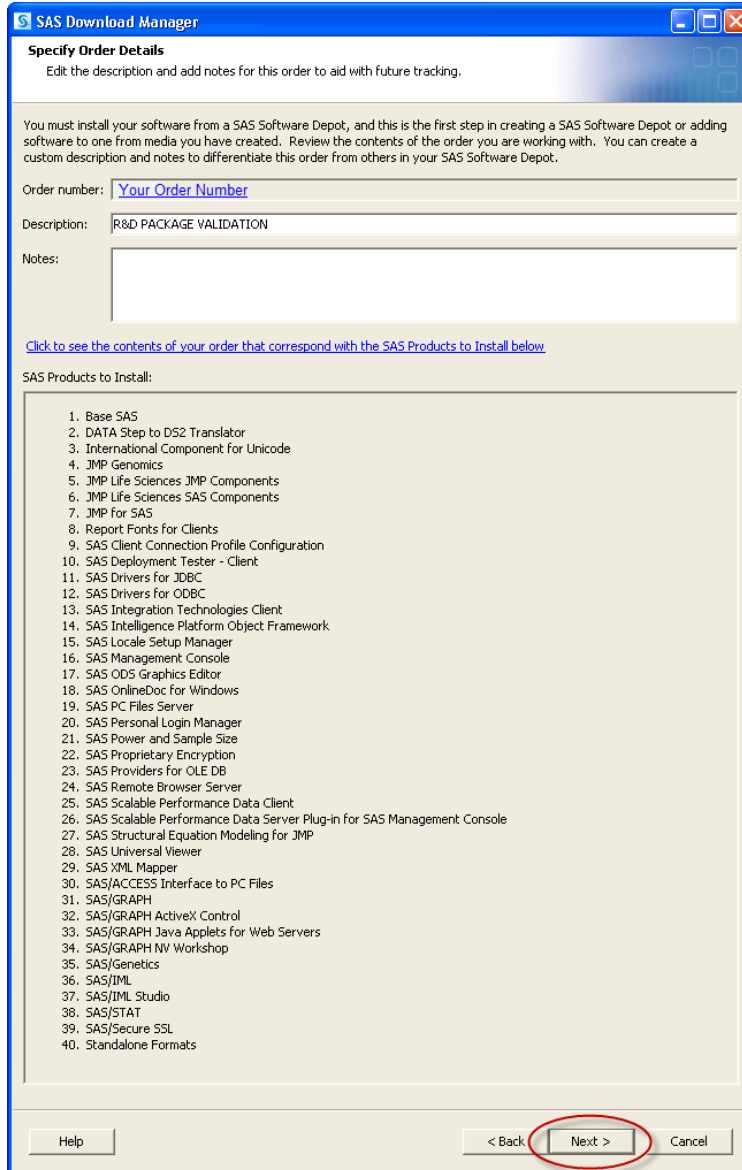 SAS Download Manager
Specify Order Details
Edit the description and add notes for this order to aid with future tracking.
You must install your software from a SAS Software Depot, and this is the first step in creating a SAS Software Depot or adding
software to one from media you have created. Review the contents of the order you are working with. You can create a
custom description and notes to differentiate this order from others in your SAS Software Depot.
Order number: Your Order Number
Description: R&D PACKAGE VALIDATION
Notes:
Click to see the contents of your order that correspond with the SAS Products to Install below
SAS Products to Install:
1. Base SAS
2. DATA Step to DS2 Translator
3. International Component for Unicode
4. JMP Genomics
5. JMP Life Sciences JMP Components
6. JMP Life Sciences SAS Components
7. JMP for SAS
8. Report Fonts for Clients
9. SAS Client Connection Profile Configuration
10. SAS Deployment Tester - Client
11. SAS Drivers for JDBC
12. SAS Drivers for ODBC
13. SAS Integration Technologies Client
14. SAS Intelligence Platform Object Framework
15. SAS Locale Setup Manager
16. SAS Management Console
17. SAS ODS Graphics Editor
18. SAS OnlineDoc for Windows
19. SAS PC Files Server
20. SAS Personal Login Manager
21. SAS Power and Sample Size
22. SAS Proprietary Encryption
23. SAS Providers for OLE DB
24. SAS Remote Browser Server
25. SAS Scalable Performance Data Client
26. SAS Scalable Performance Data Server Plug-in for SAS Management Console
27. SAS Structural Equation Modeling for JMP
28. SAS Universal Viewer
29. SAS XML Mapper
30. SAS/ACCESS Interface to PC Files
31. SAS/GRAPH
32. SAS/GRAPH ActiveX Control
33. SAS/GRAPH Java Applets for Web Servers
34. SAS/GRAPH NV Workshop
35. SAS/Genetics
36. SAS/IML
37. SAS/IML Studio
38. SAS/STAT
39. SAS/Secure SSL
40. Standalone Formats
Help < Back Next > Cancel